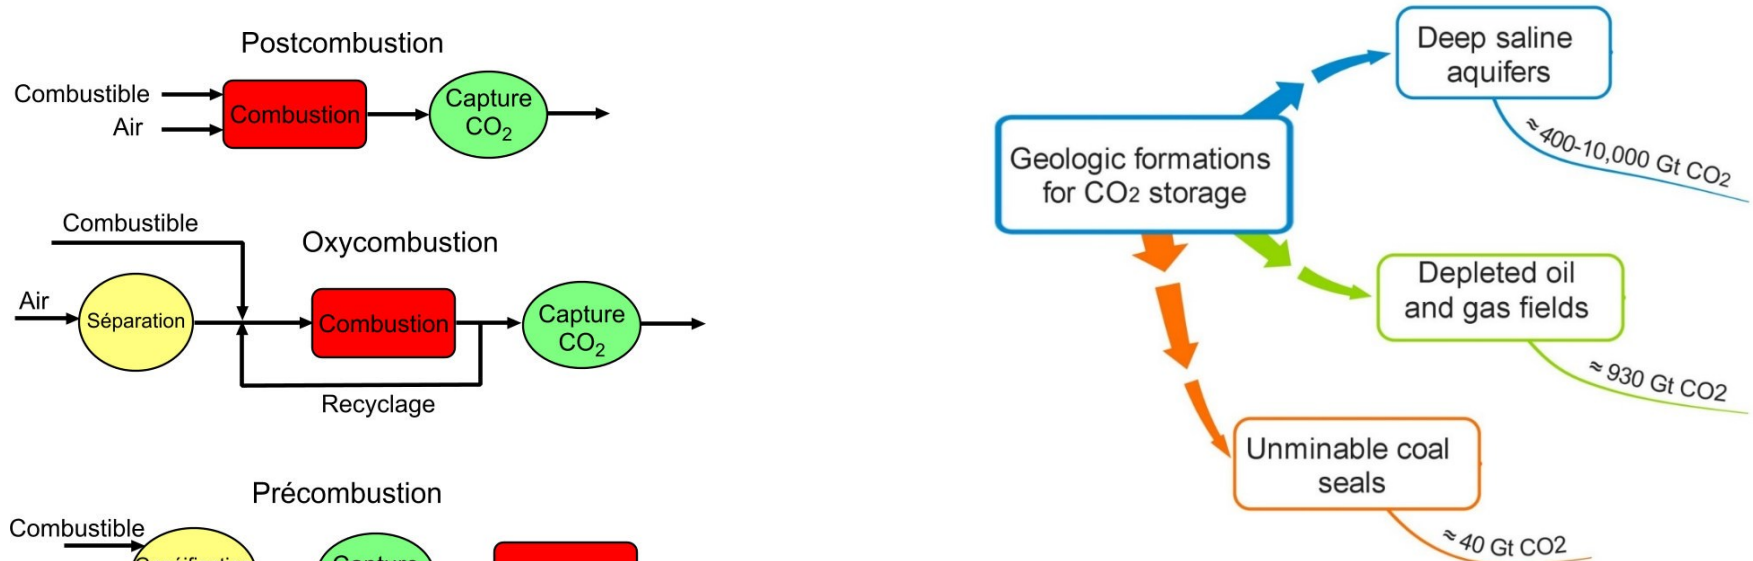 Postcombustion
Combustible
Air
Combustion
Capture
CO2
Combustible
Oxycombustion
Air
Séparation
Combustion
Capture
CO2
Recyclage
Précombustion
Combustible
Capture
Geologic formations
for CO2 storage
Deep saline
aquifers
≈ 400-10,000 Gt CO2
Depleted oil
and gas fields
≈ 930 Gt CO2
Unminable coal
seals
≈ 40 Gt CO2